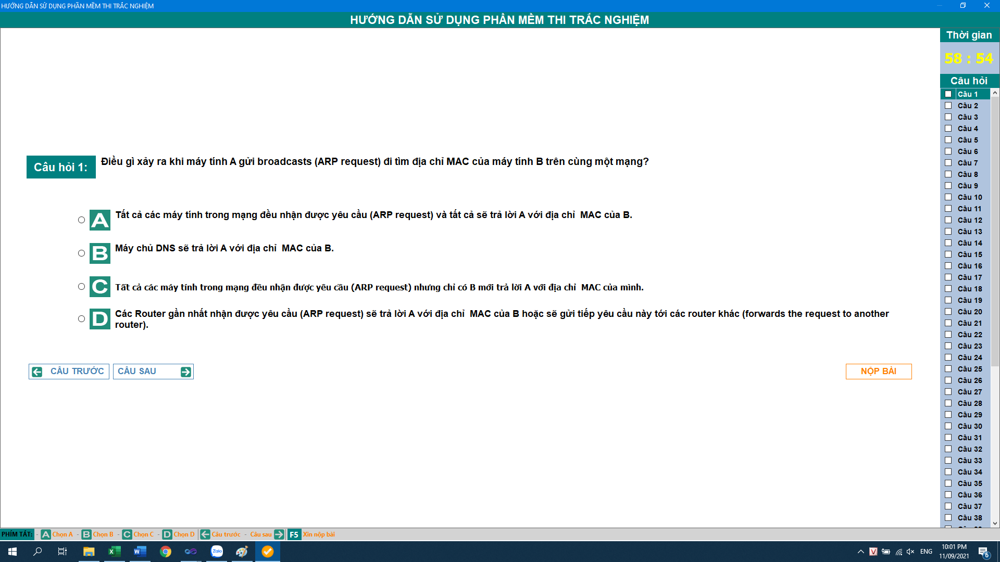 HƯỚNG DẪN SỬ DỤNG PHẦN MỀM THI TRẮC NGHIỆM
HƯỚNG DẪN SỬ DỤNG PHẦN MỀM THI TRẮC NGHIỆM
Thời gian
58 : 54
Câu hỏi
Câu 1
Câu 2
Câu 3
Câu 4
Câu 5
Câu 6
Câu 7
Câu 8
Câu 9
Câu 10
Câu 11
Câu 12
Câu 13
Câu 14
Câu 15
Câu 16
Câu 17
Câu 18
Câu 19
Câu 20
Câu 21
Câu 22
Câu 23
Câu 24
Câu 25
Câu 26
Câu 27
Câu 28
Câu 29
Câu 30
Câu 31
Câu 32
Câu 33
Câu 34
Câu 35
Câu 36
Câu 37
Câu 38
Câu hỏi 1: Điều gì xảy ra khi máy tính A gửi broadcasts (ARP request) đi tìm địa chỉ MAC của máy tính B trên cùng một mạng?
A Tất cả các máy tính trong mạng đều nhận được yêu cầu (ARP request) và tất cả sẽ trả lời A với địa chỉ  MAC của B.
B Máy chủ DNS sẽ trả lời A với địa chỉ  MAC của B.
C Tất cả các máy tính trong mạng đều nhận được yêu cầu (ARP request) nhưng chỉ có B mới trả lời A với địa chỉ  MAC của mình.
D Các Router gần nhất nhận được yêu cầu (ARP request) sẽ trả lời A với địa chỉ  MAC của B hoặc sẽ gửi tiếp yêu cầu này tới các router khác (forwards the request to another
router).
CÂU TRƯỚC CÂU SAU NỘP BÀI
PHÍM TẮT: - A Chọn A - B Chọn B - C Chọn C - D Chọn D Câu trước - Câu sau F5 Xin nộp bài
Zalo ENG 10:01 PM
11/09/2021 6